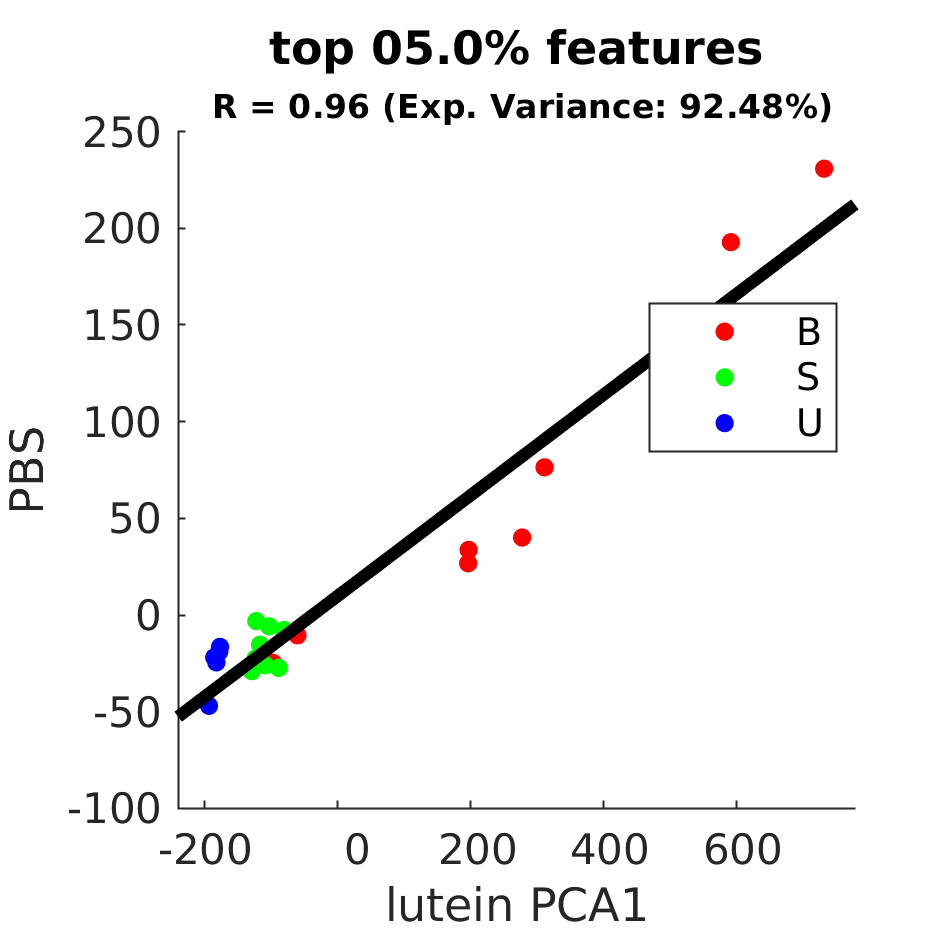 top 05.0% features
R = 0.96 (Exp. Variance: 92.48%)
250
200
150
100
50
0
-50
-100
PBS
B
S
U
-200 0 200 400 600
lutein PCA1